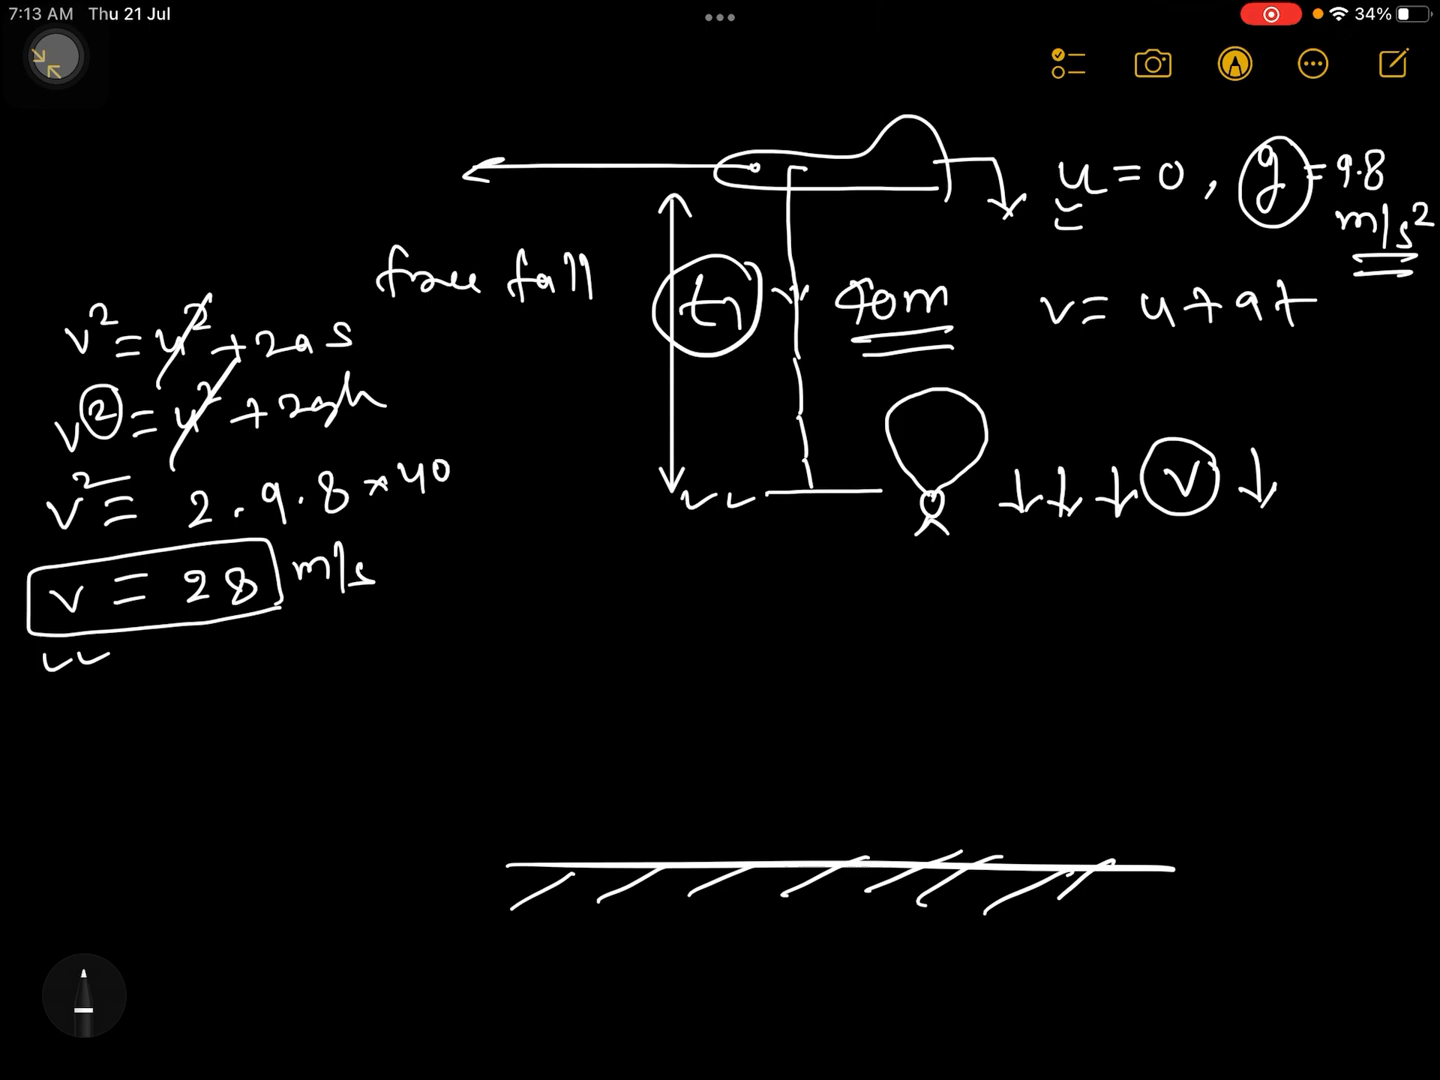 7:13 AM Thu 21 Jul
34%
u = 0 , g = 9.8
m/s²
free fall
t₁
40m
v = u + at
v² = u² + 2as
v² = u² + 2gh
v² = 2 . 9.8 * 40
v = 28 m/s
v